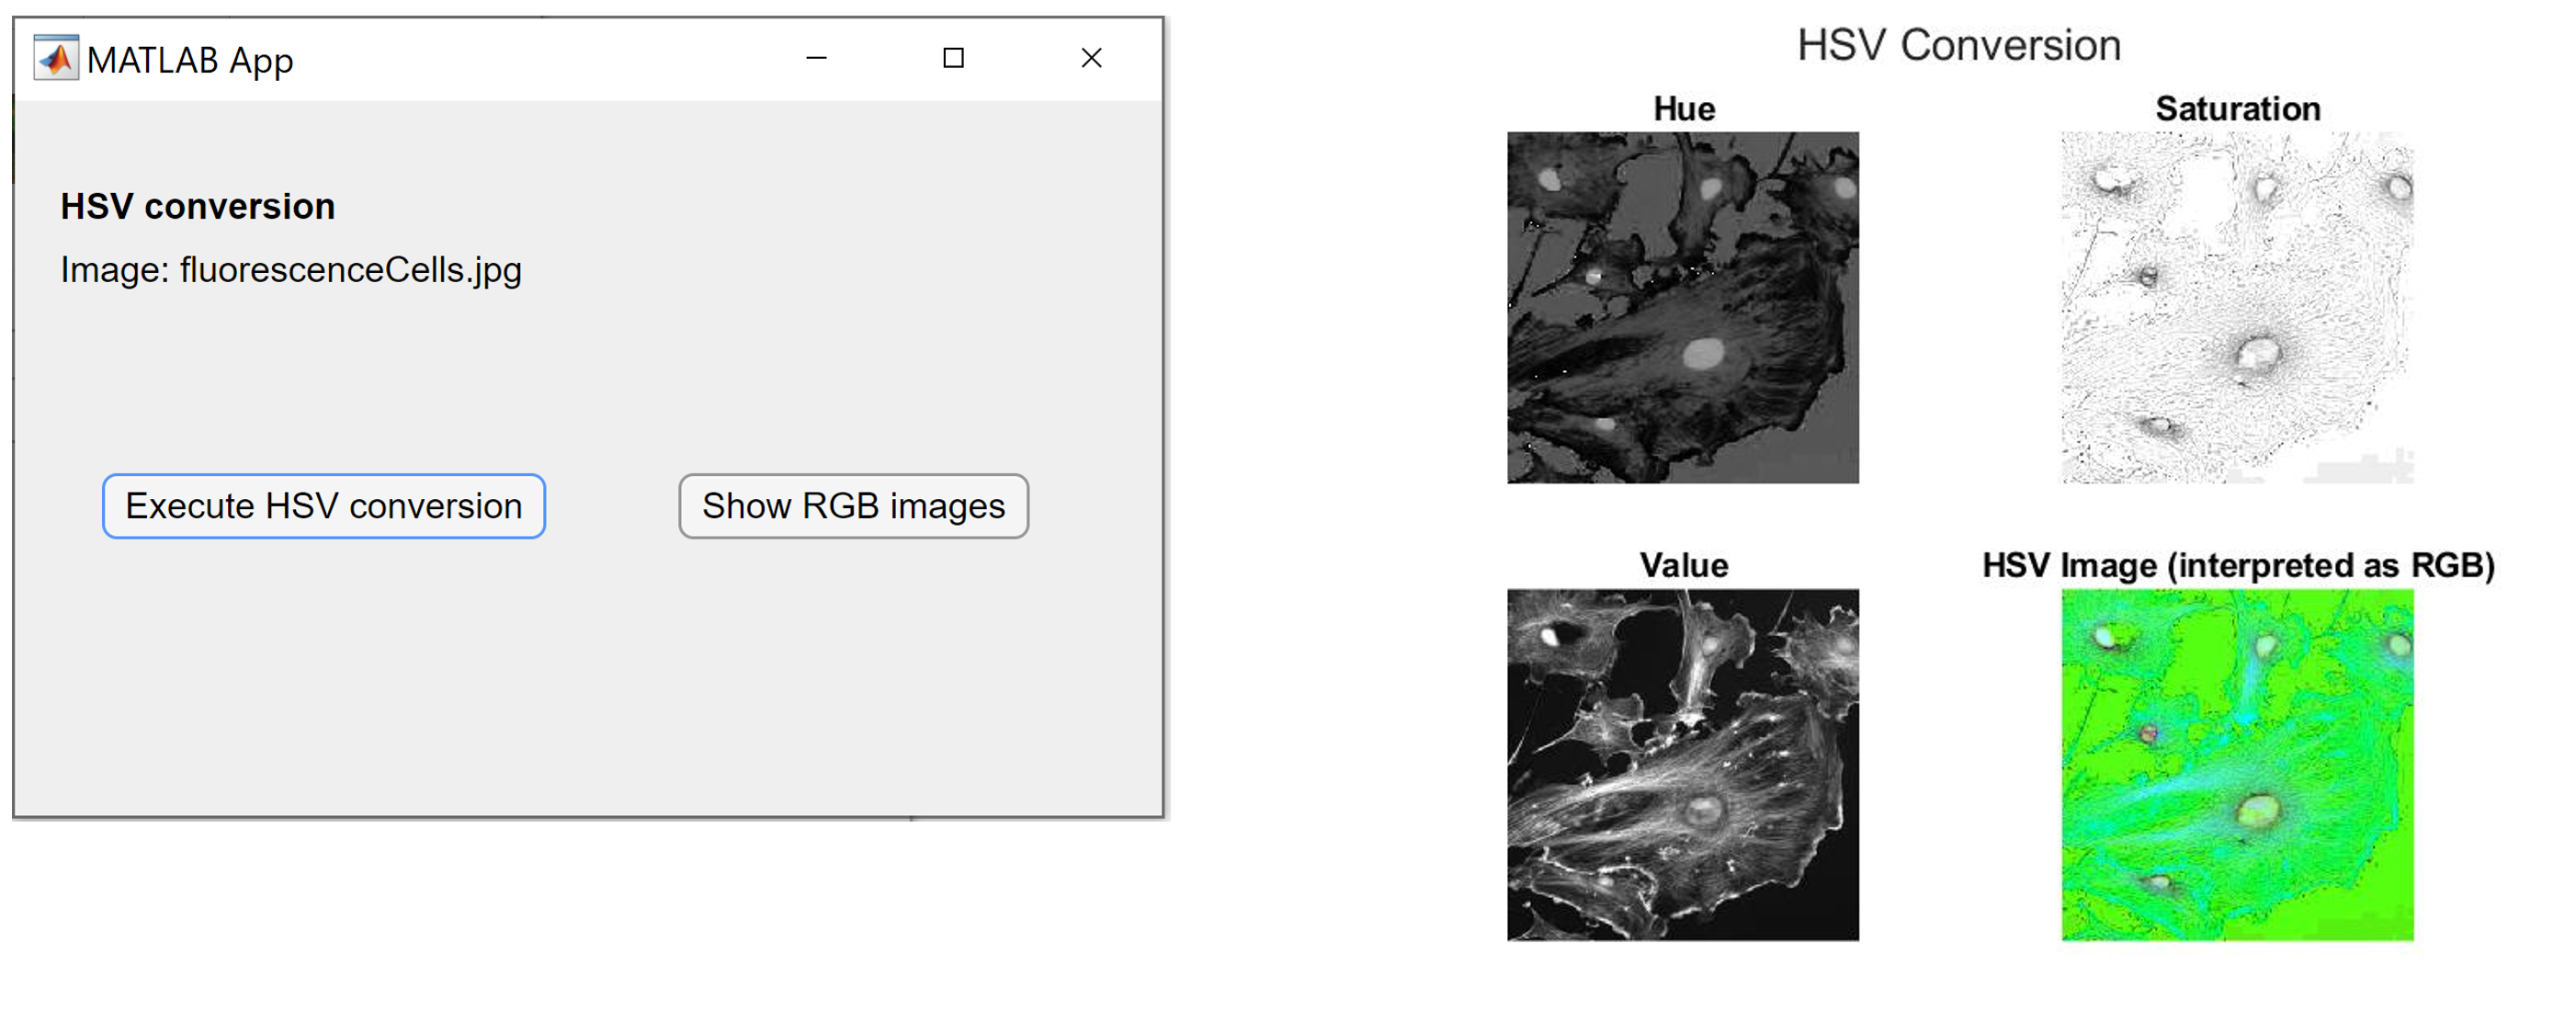 MATLAB App
HSV conversion
Image: fluorescenceCells.jpg
Execute HSV conversion
Show RGB images
HSV Conversion
Hue
Saturation
Value
HSV Image (interpreted as RGB)